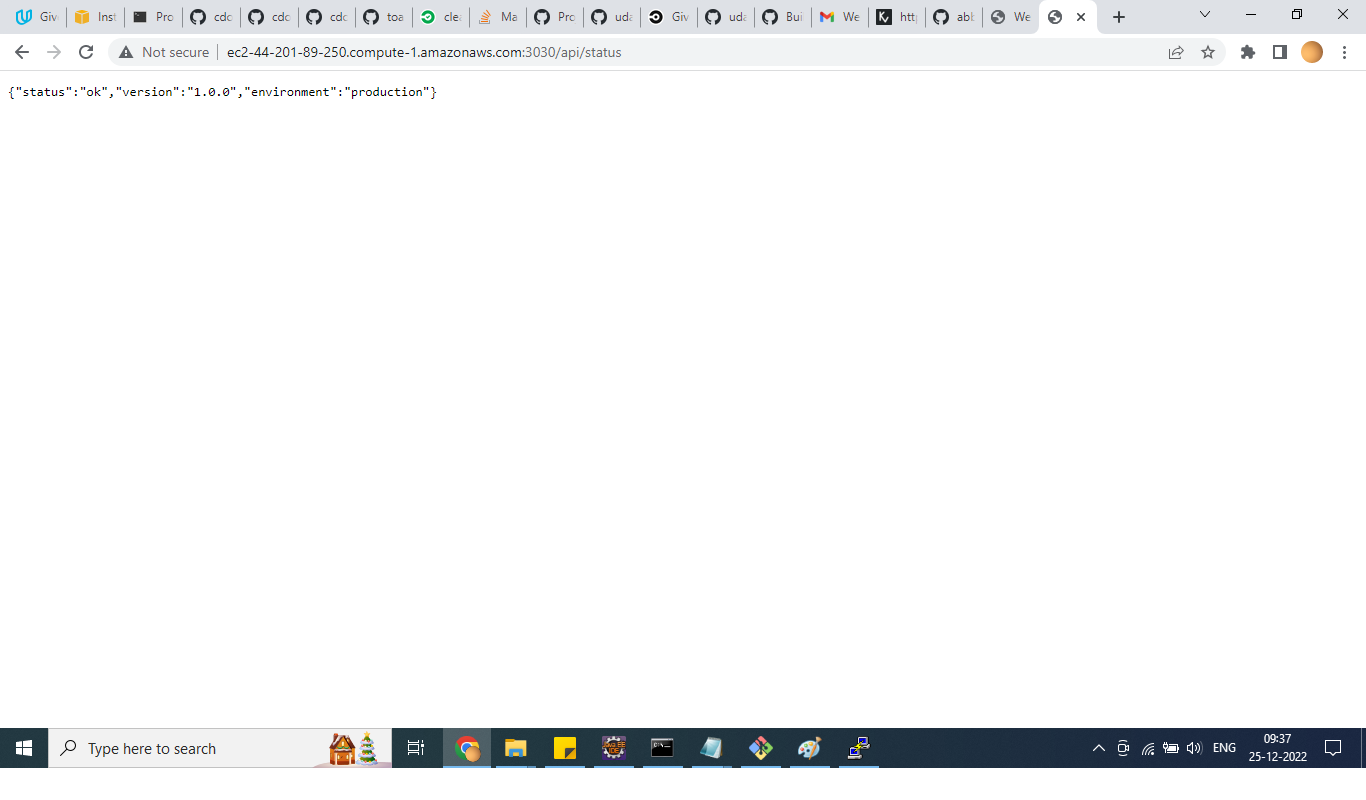 Giv Inst Pro cdc cdc cdc toa clea Ma Pro uda Giv uda Bui We http abb We
Not secure ec2-44-201-89-250.compute-1.amazonaws.com:3030/api/status
{"status":"ok","version":"1.0.0","environment":"production"}
Type here to search
ENG
09:37
25-12-2022